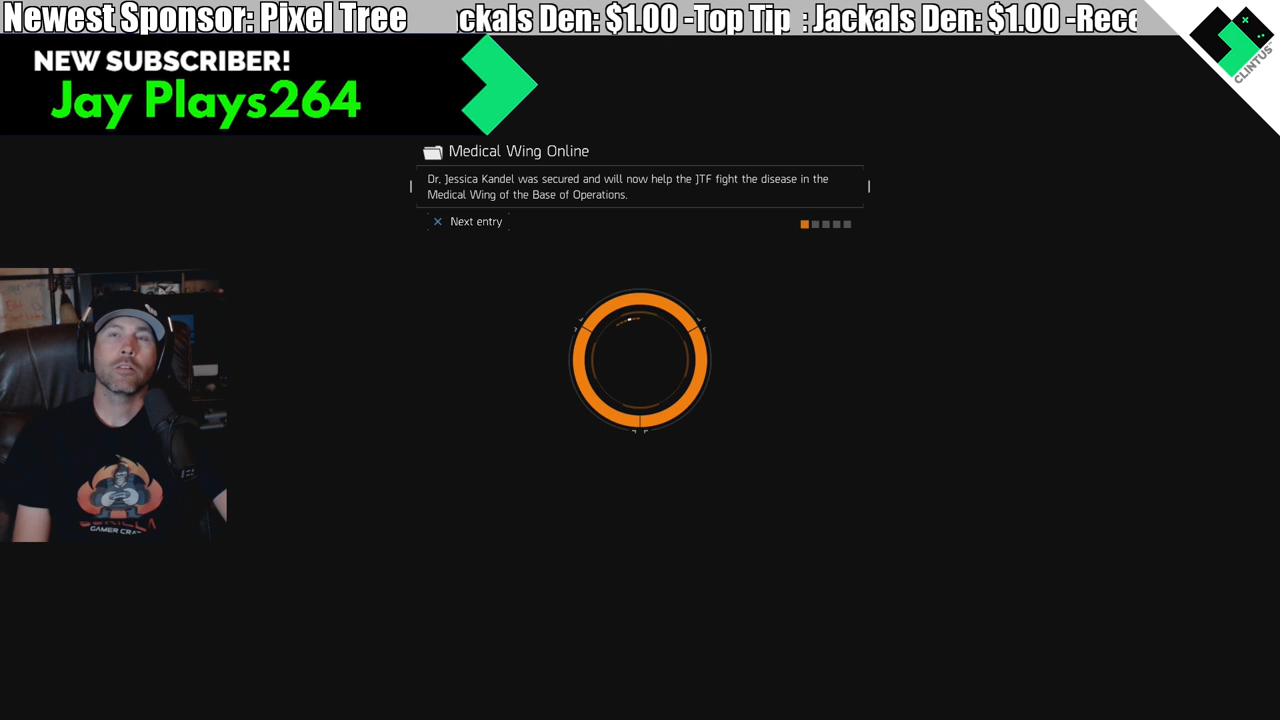 Newest Sponsor: Pixel Tree
ckals Den: $1.00 -Top Tip : Jackals Den: $1.00 -Rece
CLINTUS
NEW SUBSCRIBER!
Jay Plays264
Medical Wing Online
Dr. Jessica Kandel was secured and will now help the JTF fight the disease in the
Medical Wing of the Base of Operations.
Next entry
GAMER CRA